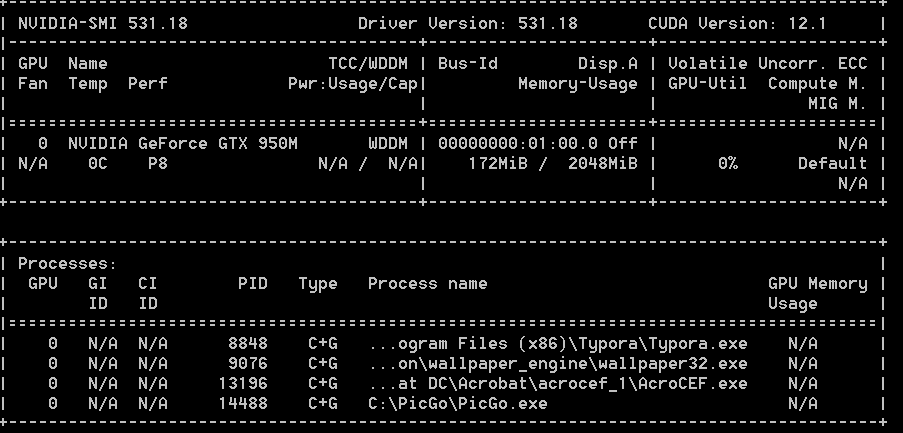 NVIDIA-SMI 531.18 Driver Version: 531.18 CUDA Version: 12.1
GPU Name TCC/WDDM | Bus-Id Disp.A | Volatile Uncorr. ECC
Fan Temp Perf Pwr:Usage/Cap| Memory-Usage | GPU-Util Compute M.
MIG M.
0 NVIDIA GeForce GTX 950M WDDM | 00000000:01:00.0 Off | N/A
N/A 0C P8 N/A / N/A| 172MiB / 2048MiB | 0% Default
N/A
Processes:
GPU GI CI PID Type Process name GPU Memory
ID ID Usage
0 N/A N/A 8848 C+G ...ogram Files (x86)\Typora\Typora.exe N/A
0 N/A N/A 9076 C+G ...on\wallpaper_engine\wallpaper32.exe N/A
0 N/A N/A 13196 C+G ...at DC\Acrobat\acrocef_1\AcroCEF.exe N/A
0 N/A N/A 14488 C+G C:\PicGo\PicGo.exe N/A